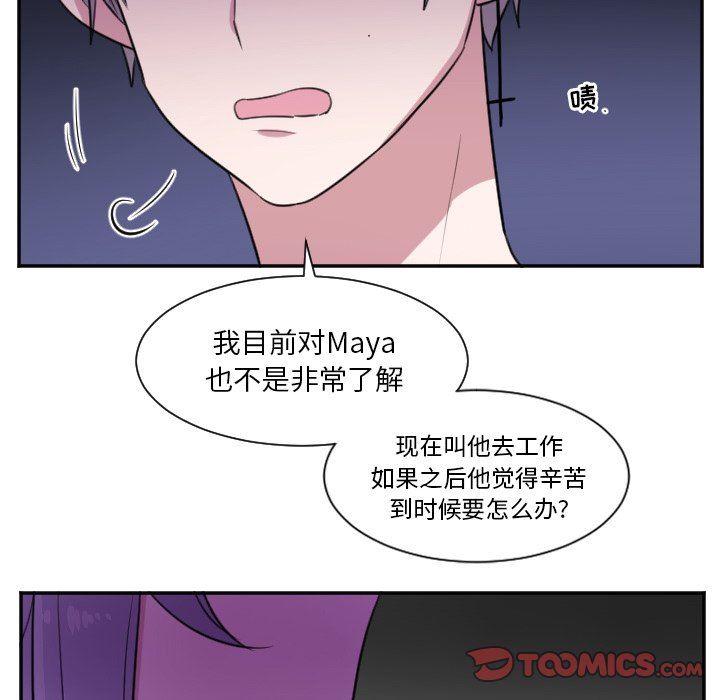 啧.
我目前对Maya
也不是非常了解
现在叫他去工作
如果之后他觉得辛苦
到时候要怎么办?
TOOMICS.COM